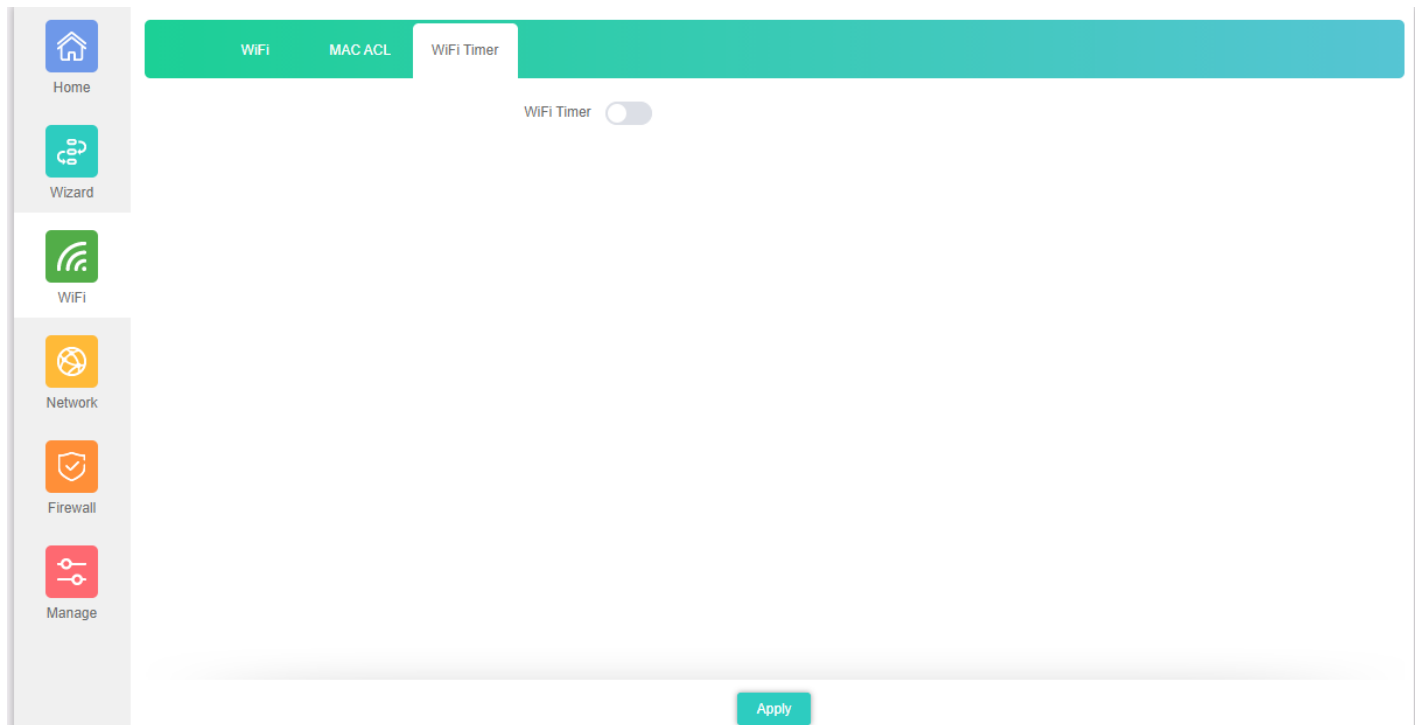 Home
Wizard
WiFi
Network
Firewall
Manage
WiFi MAC ACL WiFi Timer
WiFi Timer
Apply